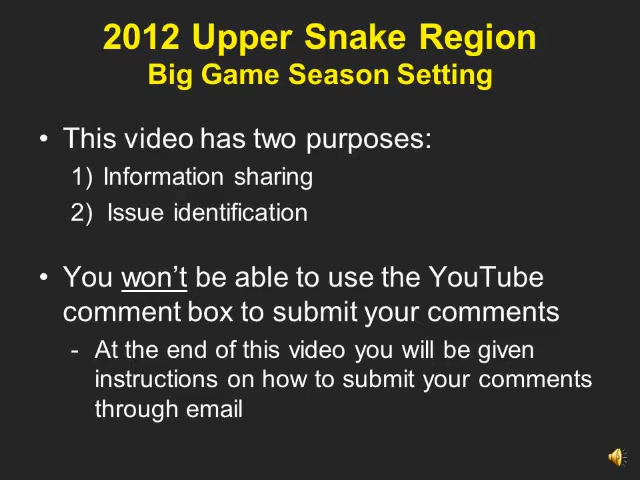 2012 Upper Snake Region
Big Game Season Setting
• This video has two purposes:
1) Information sharing
2) Issue identification
• You won't be able to use the YouTube
comment box to submit your comments
- At the end of this video you will be given
instructions on how to submit your comments
through email